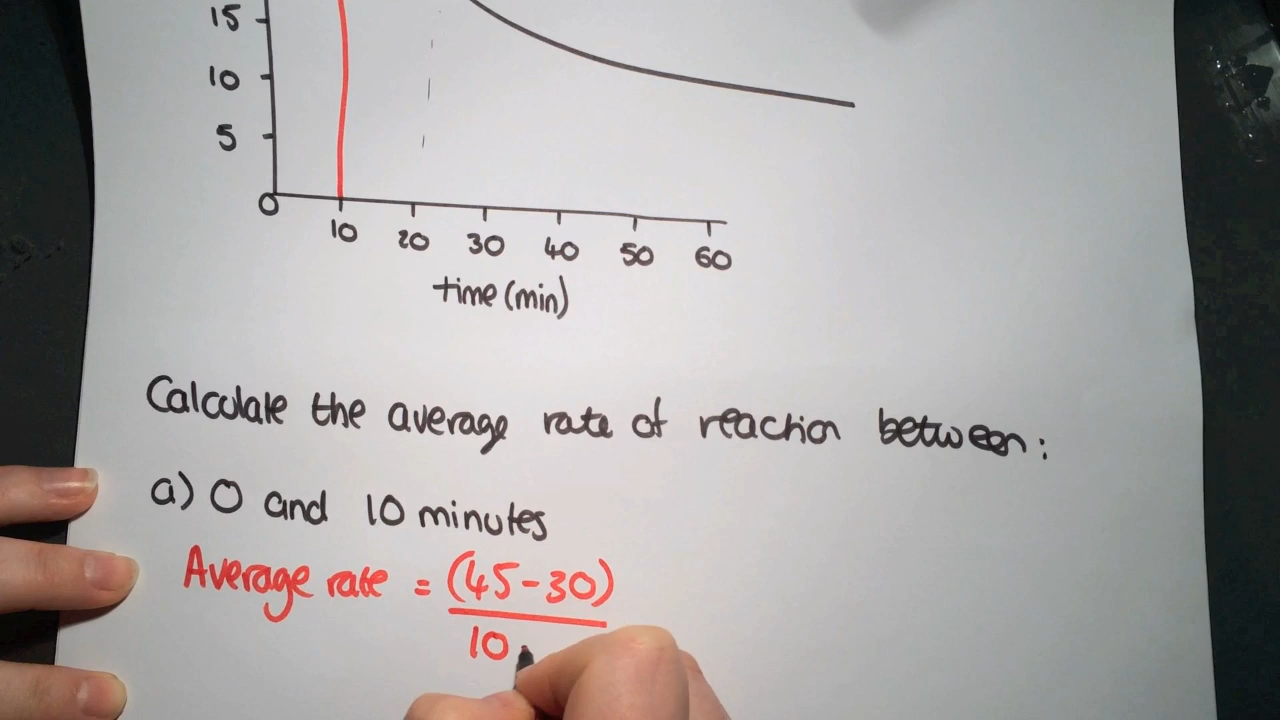 15
10
5
0
10 20 30 40 50 60
time (min)
Calculate the average rate of reaction between:
a) 0 and 10 minutes
Average rate = (45-30)
10